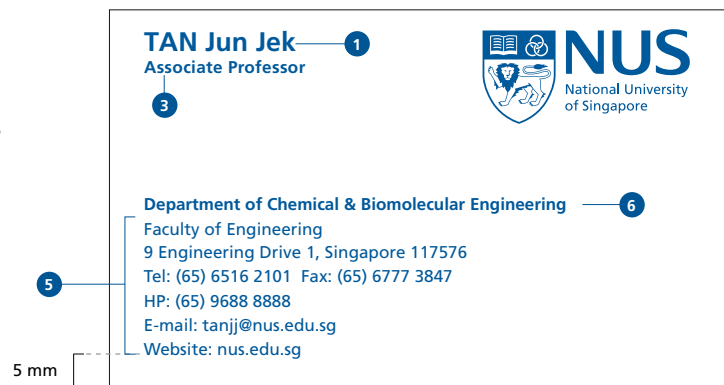 TAN Jun Jek
1
Associate Professor
3
NUS
National University
of Singapore
Department of Chemical & Biomolecular Engineering
6
Faculty of Engineering
9 Engineering Drive 1, Singapore 117576
Tel: (65) 6516 2101 Fax: (65) 6777 3847
5
HP: (65) 9688 8888
E-mail: tanjj@nus.edu.sg
Website: nus.edu.sg
5 mm